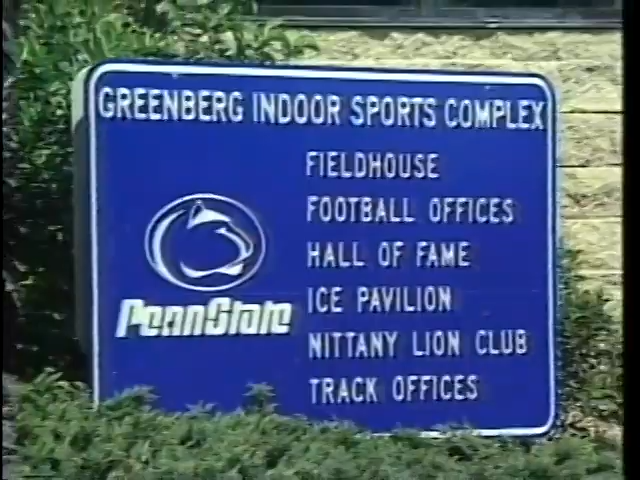 GREENBERG INDOOR SPORTS COMPLEX
FIELDHOUSE
FOOTBALL OFFICES
HALL OF FAME
ICE PAVILION
NITTANY LION CLUB
TRACK OFFICES
PennState